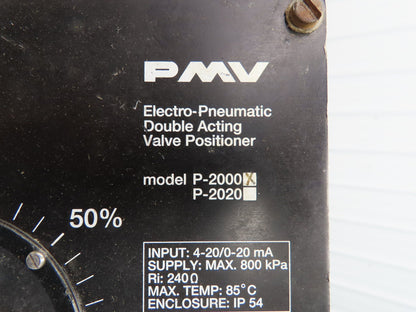 PMV
Electro-Pneumatic
Double Acting
Valve Positioner
model P-2000 X
P-2020
50%
INPUT: 4-20/0-20 mA
SUPPLY: MAX. 800 kPa
Ri: 240Ω
MAX. TEMP: 85°C
ENCLOSURE: IP 54